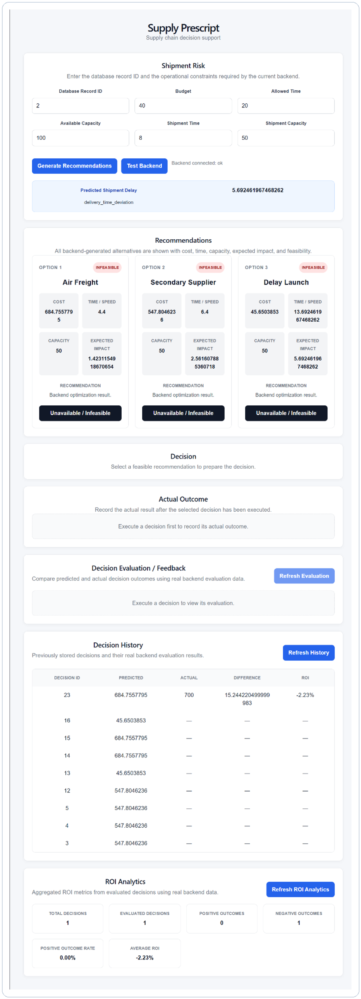 Supply Prescript
Supply chain decision support
Shipment Risk
Enter the database record ID and the operational constraints required by the current backend.
Database Record ID
Budget
Allowed Time
2
40
20
Available Capacity
Shipment Time
Shipment Capacity
100
8
50
Generate Recommendations
Test Backend
Backend connected: ok
Predicted Shipment Delay
5.692461967468262
delivery_time_deviation
Recommendations
All backend-generated alternatives are shown with cost, time, capacity, expected impact, and feasibility.
OPTION 1
INFEASIBLE
Air Freight
COST
684.755779
5
TIME / SPEED
4.4
CAPACITY
50
EXPECTED
IMPACT
1.42311549
18670654
RECOMMENDATION
Backend optimization result.
Unavailable / Infeasible
OPTION 2
INFEASIBLE
Secondary Supplier
COST
547.804623
6
TIME / SPEED
6.4
CAPACITY
50
EXPECTED
IMPACT
2.56160788
5360718
RECOMMENDATION
Backend optimization result.
Unavailable / Infeasible
OPTION 3
INFEASIBLE
Delay Launch
COST
45.6503853
TIME / SPEED
13.6924619
67468262
CAPACITY
50
EXPECTED
IMPACT
5.69246196
7468262
RECOMMENDATION
Backend optimization result.
Unavailable / Infeasible
Decision
Select a feasible recommendation to prepare the decision.
Actual Outcome
Record the actual result after the selected decision has been executed.
Execute a decision first to record its actual outcome.
Decision Evaluation / Feedback
Compare predicted and actual decision outcomes using real backend evaluation data.
Refresh Evaluation
Execute a decision to view its evaluation.
Decision History
Previously stored decisions and their real backend evaluation results.
Refresh History
DECISION ID PREDICTED ACTUAL DIFFERENCE ROI
23 684.7557795 700 15.244220499999 -2.23%
983
16 45.6503853 — — —
15 684.7557795 — — —
14 684.7557795 — — —
13 45.6503853 — — —
12 547.8046236 — — —
5 547.8046236 — — —
4 547.8046236 — — —
3 547.8046236 — — —
ROI Analytics
Aggregated ROI metrics from evaluated decisions using real backend data.
Refresh ROI Analytics
TOTAL DECISIONS
1
EVALUATED DECISIONS
1
POSITIVE OUTCOMES
0
NEGATIVE OUTCOMES
1
POSITIVE OUTCOME RATE
0.00%
AVERAGE ROI
-2.23%